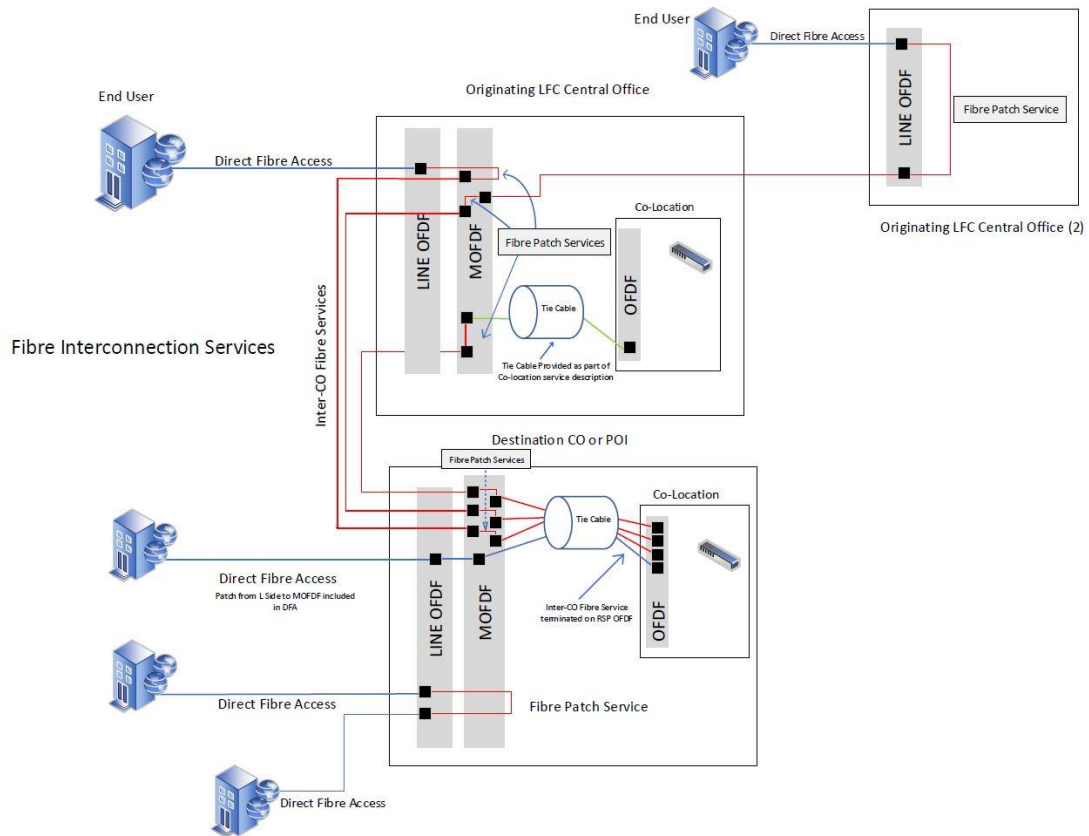 End User
Direct Fibre Access
LINE OFDF
Fibre Patch Service
Originating LFC Central Office (2)
End User
Direct Fibre Access
Originating LFC Central Office
LINE OFDF
MOFDF
Fibre Patch Services
Co-Location
OFDF
Tie Cable
Tie Cable Provided as part of
Co-location service description
Fibre Interconnection Services
Inter-CO Fibre Services
Destination CO or POI
Fibre Patch Services
LINE OFDF
MOFDF
Tie Cable
Co-Location
OFDF
Inter-CO Fibre Service
terminated on RSP OFDF
Direct Fibre Access
Patch from L Side to MOFDF included
in DFA
Direct Fibre Access
Fibre Patch Service
Direct Fibre Access